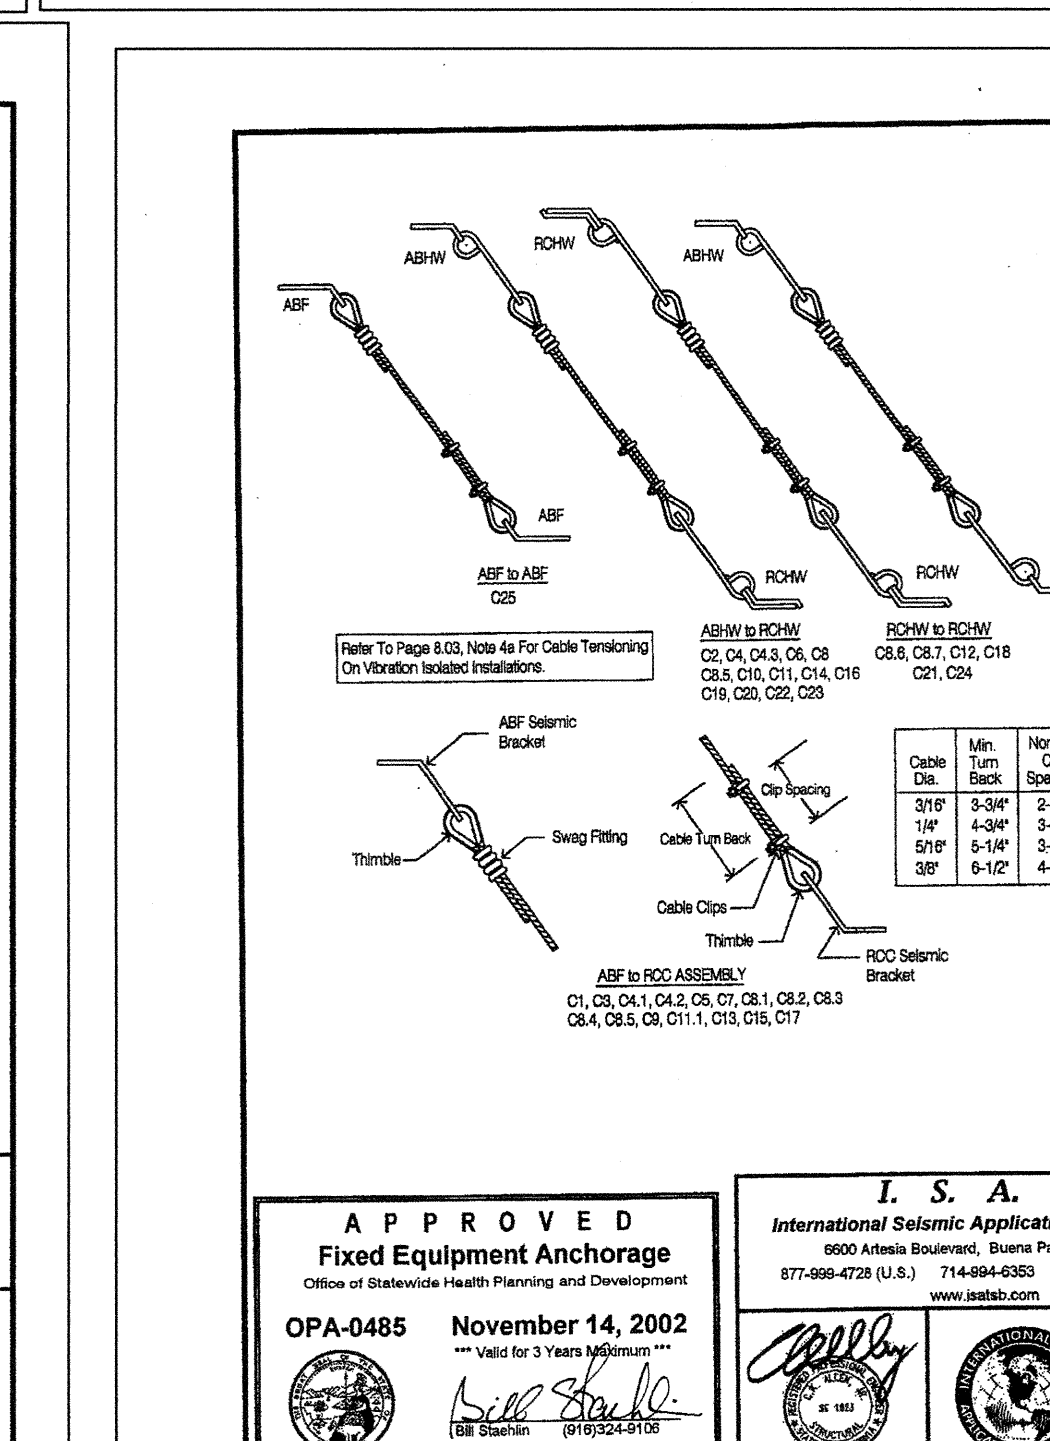 ABHW
RCHW
ABHW
ABF
ABF
ABF to ABF
C25
RCHW
RCHW
ABHW to RCHW
C2, C4, C4.3, C6, C8
C8.5, C10, C11, C14, C16
C19, C20, C22, C23
RCHW to RCHW
C8.6, C8.7, C12, C18
C21, C24
Refer To Page 8.03, Note 4a For Cable Tensioning
On Vibration Isolated Installations.
ABF Seismic
Bracket
Thimble
Swag Fitting
Clip Spacing
Cable Turn Back
Cable Clips
Thimble
RCC Seismic
Bracket
Cable
Dia.
Min.
Turn
Back
3/16" 3-3/4"
1/4" 4-3/4"
5/16" 5-1/4"
3/8" 6-1/2"
ABF to RCC ASSEMBLY
C1, C3, C4.1, C4.2, C5, C7, C8.1, C8.2, C8.3
C8.4, C8.5, C9, C11.1, C13, C15, C17
APPROVED
Fixed Equipment Anchorage
Office of Statewide Health Planning and Development
OPA-0485 November 14, 2002
*** Valid for 3 Years Maximum ***
Bill Staehlin (916)324-9106
I. S. A.
International Seismic
6600 Artesia Boulevard, Buena
877-999-4728 (U.S.) 714-994-6353
www.isatsb.com
INTERNATIONAL